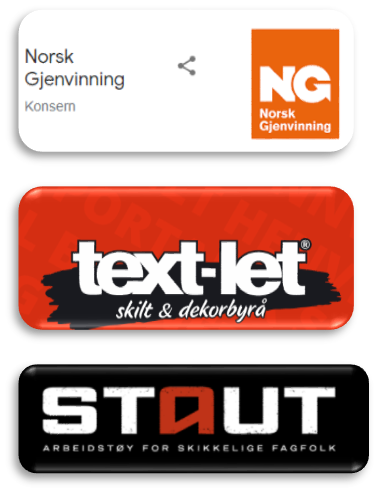 Norsk
Gjenvinning
Konsern
NG
Norsk
Gjenvinning
text-let®
skilt & dekorbyrå
STAUT
ARBEIDSTØY FOR SKIKKELIGE FAGFOLK